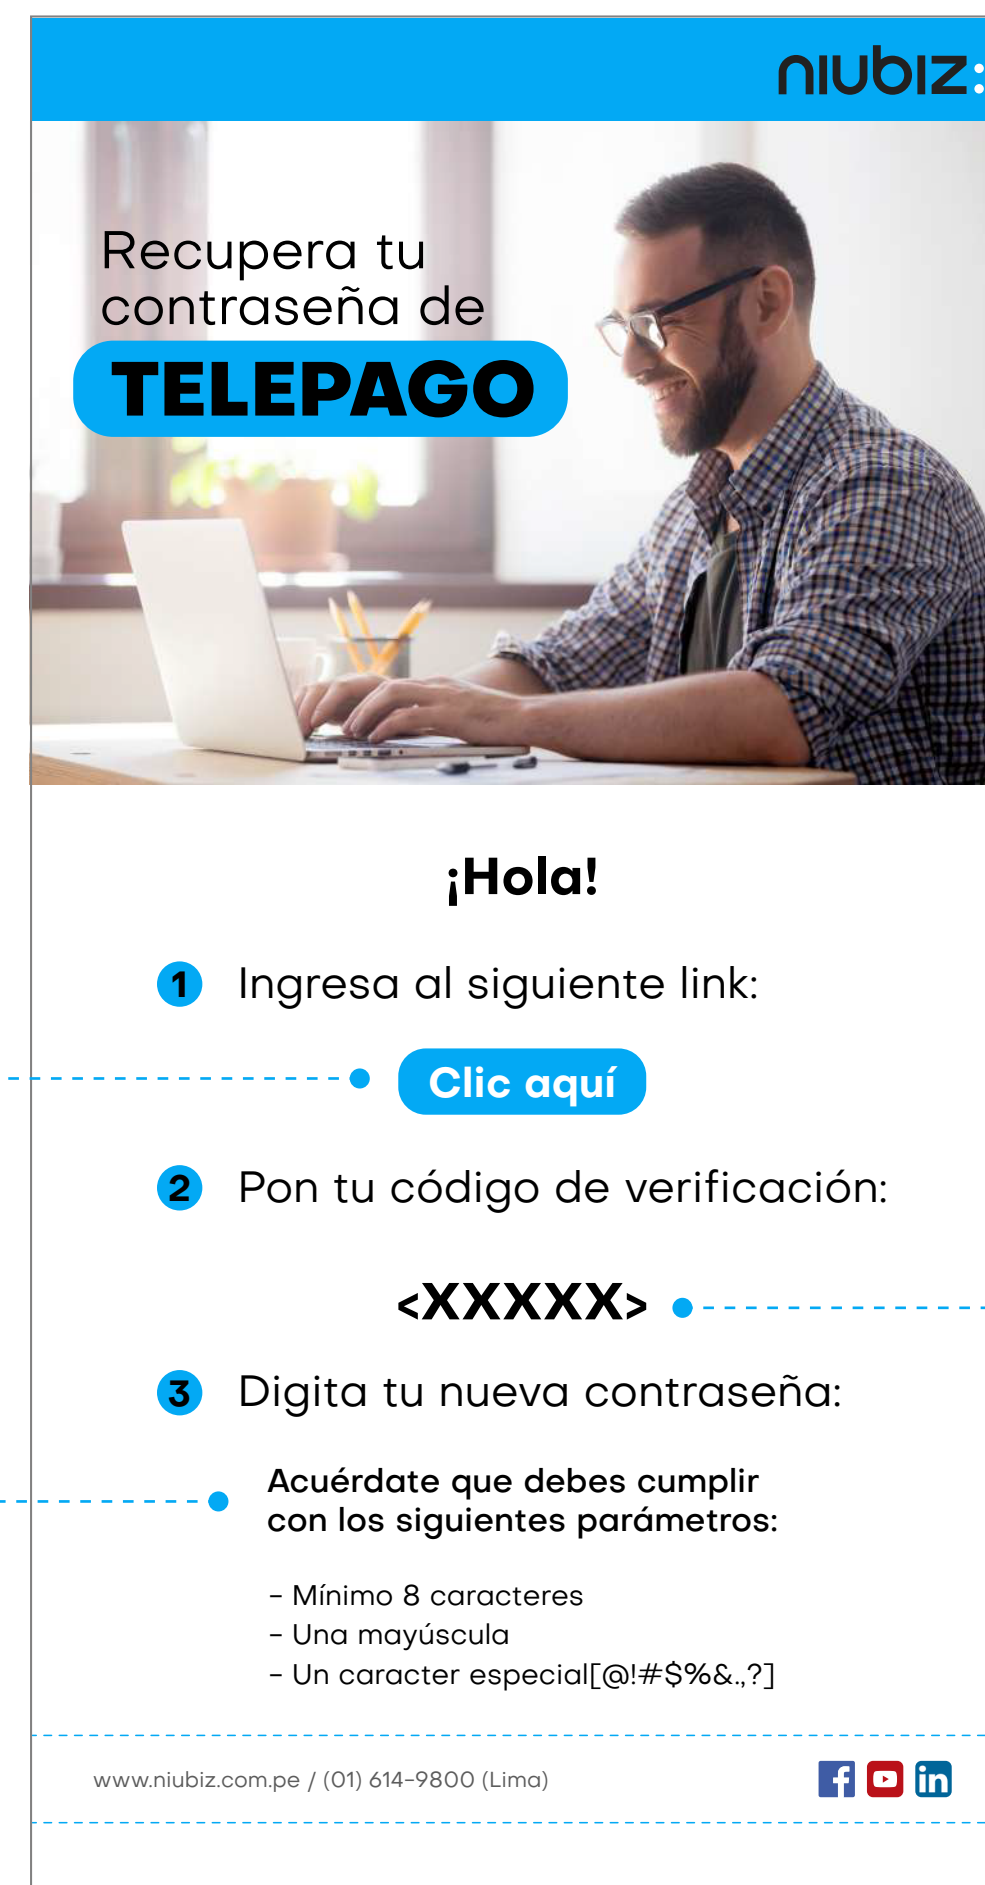 niubiz:
Recupera tu
contraseña de
TELEPAGO
¡Hola!
1 Ingresa al siguiente link:
Clic aquí
2 Pon tu código de verificación:
<XXXXX>
3 Digita tu nueva contraseña:
Acuérdate que debes cumplir
con los siguientes parámetros:
- Mínimo 8 caracteres
- Una mayúscula
- Un caracter especial[@!#$%&.,?]
www.niubiz.com.pe / (01) 614-9800 (Lima)
f in